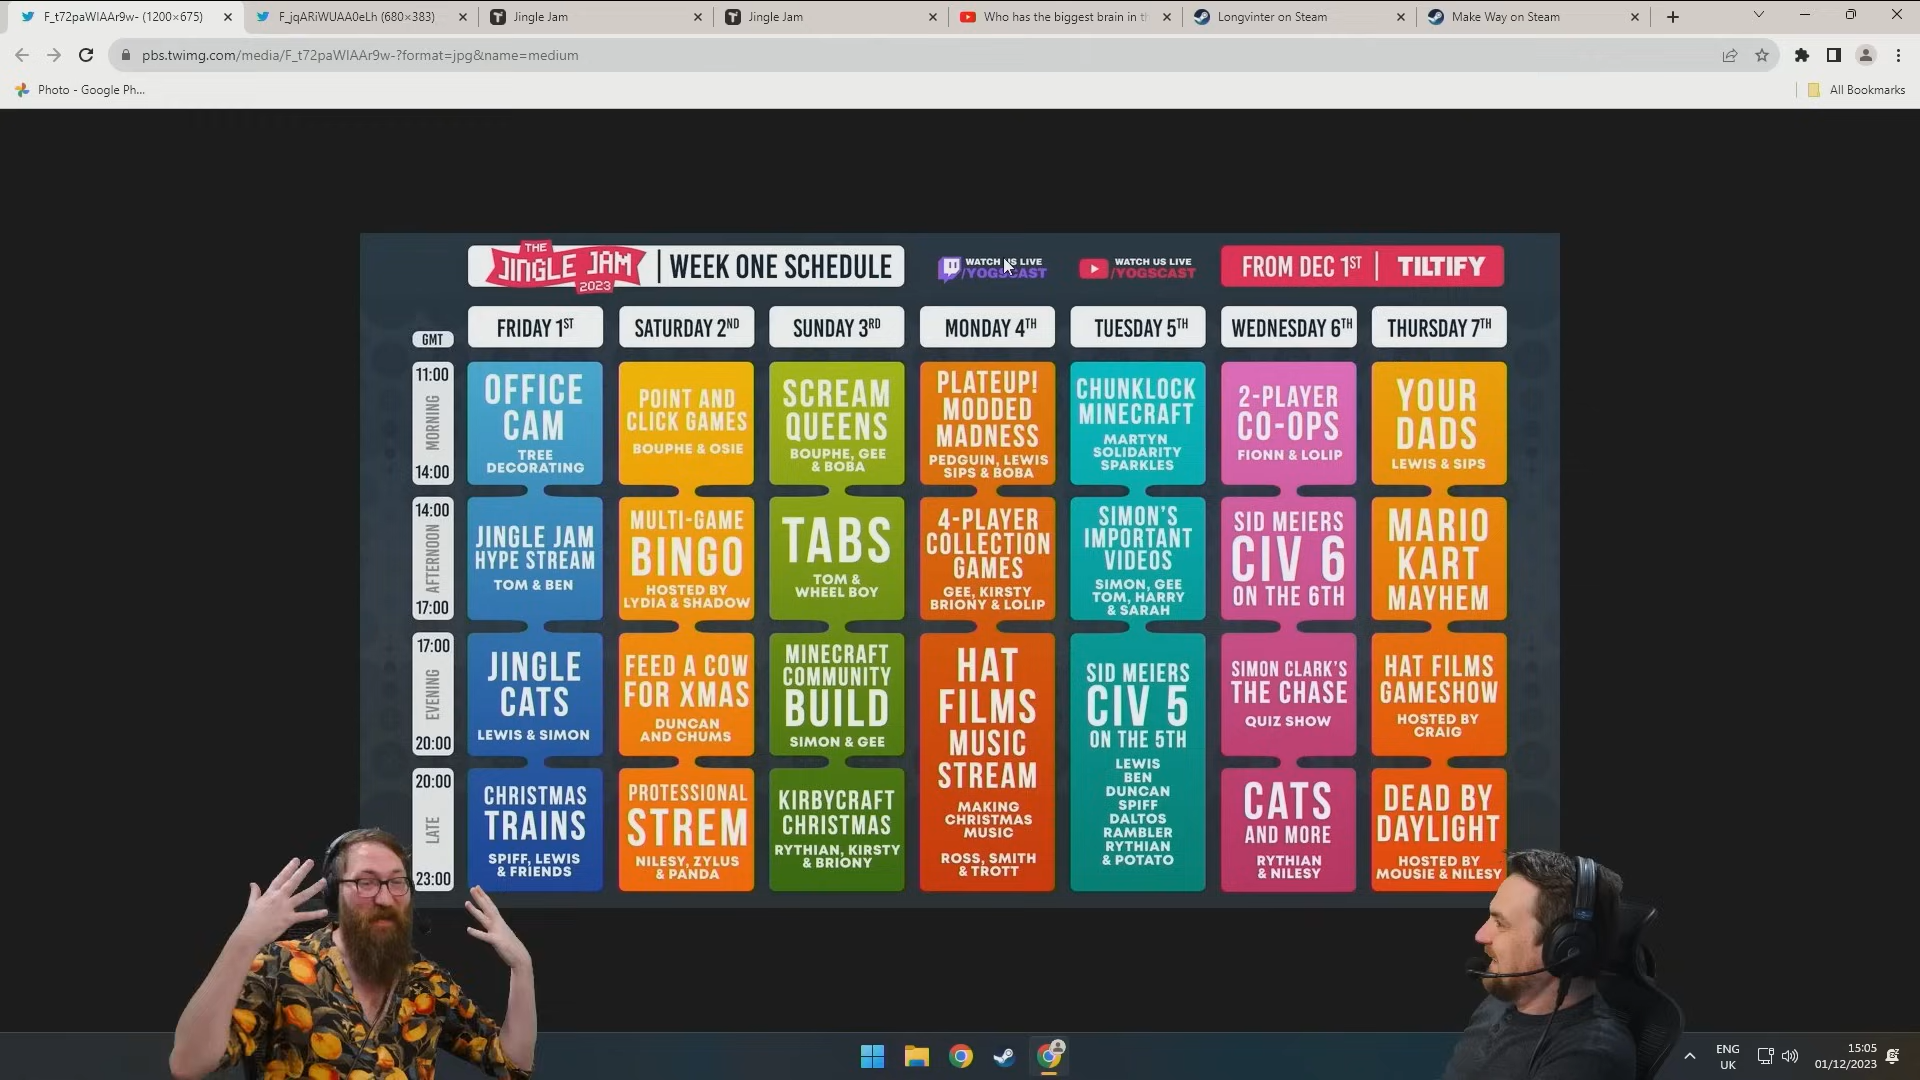 F_t72paWIAAr9w- (1200×675)
F_jqARiWUAA0eLh (680×383)
Jingle Jam
Jingle Jam
Who has the biggest brain in th
Longvinter on Steam
Make Way on Steam
pbs.twimg.com/media/F_t72paWIAAr9w-?format=jpg&name=medium
Photo - Google Ph...
All Bookmarks
THE
JINGLE JAM
2023
WEEK ONE SCHEDULE
WATCH US LIVE
/YOGSCAST
WATCH US LIVE
/YOGSCAST
FROM DEC 1ST | TILTIFY
GMT
FRIDAY 1ST
SATURDAY 2ND
SUNDAY 3RD
MONDAY 4TH
TUESDAY 5TH
WEDNESDAY 6TH
THURSDAY 7TH
11:00
MORNING
14:00
OFFICE
CAM
TREE
DECORATING
POINT AND
CLICK GAMES
BOUPHE & OSIE
SCREAM
QUEENS
BOUPHE, GEE
& BOBA
PLATEUP!
MODDED
MADNESS
PEDGUIN, LEWIS
SIPS & BOBA
CHUNKLOCK
MINECRAFT
MARTYN
SOLIDARITY
SPARKLES
2-PLAYER
CO-OPS
FIONN & LOLIP
YOUR
DADS
LEWIS & SIPS
14:00
AFTERNOON
17:00
JINGLE JAM
HYPE STREAM
TOM & BEN
MULTI-GAME
BINGO
HOSTED BY
LYDIA & SHADOW
TABS
TOM &
WHEEL BOY
4-PLAYER
COLLECTION
GAMES
GEE, KIRSTY
BRIONY & LOLIP
SIMON'S
IMPORTANT
VIDEOS
SIMON, GEE
TOM, HARRY
& SARAH
SID MEIERS
CIV 6
ON THE 6TH
MARIO
KART
MAYHEM
17:00
EVENING
20:00
JINGLE
CATS
LEWIS & SIMON
FEED A COW
FOR XMAS
DUNCAN
AND CHUMS
MINECRAFT
COMMUNITY
BUILD
SIMON & GEE
HAT
FILMS
MUSIC
STREAM
MAKING
CHRISTMAS
MUSIC
ROSS, SMITH
& TROTT
SID MEIERS
CIV 5
ON THE 5TH
LEWIS
BEN
DUNCAN
SPIFF
DALTOS
RAMBLER
RYTHIAN
& POTATO
SIMON CLARK'S
THE CHASE
QUIZ SHOW
HAT FILMS
GAMESHOW
HOSTED BY
CRAIG
20:00
LATE
23:00
CHRISTMAS
TRAINS
SPIFF, LEWIS
& FRIENDS
PROTESSIONAL
STREM
NILESY, ZYLUS
& PANDA
KIRBYCRAFT
CHRISTMAS
RYTHIAN, KIRSTY
& BRIONY
CATS
AND MORE
RYTHIAN
& NILESY
DEAD BY
DAYLIGHT
HOSTED BY
MOUSIE & NILESY
ENG
UK
15:05
01/12/2023